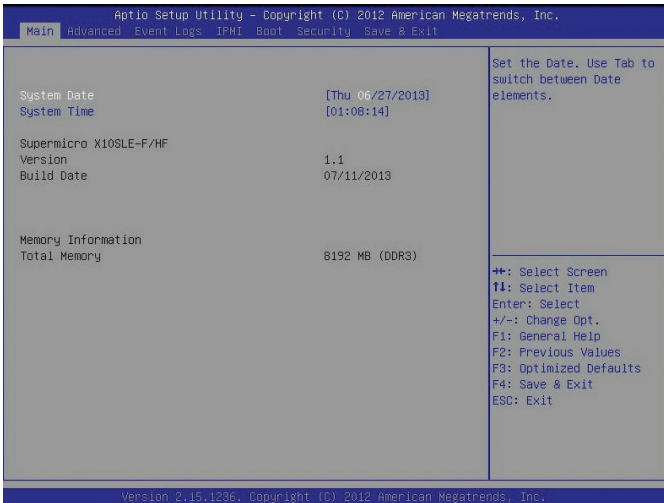 Aptio Setup Utility – Copyright (C) 2012 American Megatrends, Inc.
Main Advanced Event Logs IPMI Boot Security Save & Exit
System Date [Thu 06/27/2013]
System Time [01:08:14]
Supermicro X10SLE-F/HF
Version 1.1
Build Date 07/11/2013
Memory Information
Total Memory 8192 MB (DDR3)
Set the Date. Use Tab to
switch between Date
elements.
→←: Select Screen
↑↓: Select Item
Enter: Select
+/-: Change Opt.
F1: General Help
F2: Previous Values
F3: Optimized Defaults
F4: Save & Exit
ESC: Exit
Version 2.15.1236. Copyright (C) 2012 American Megatrends, Inc.